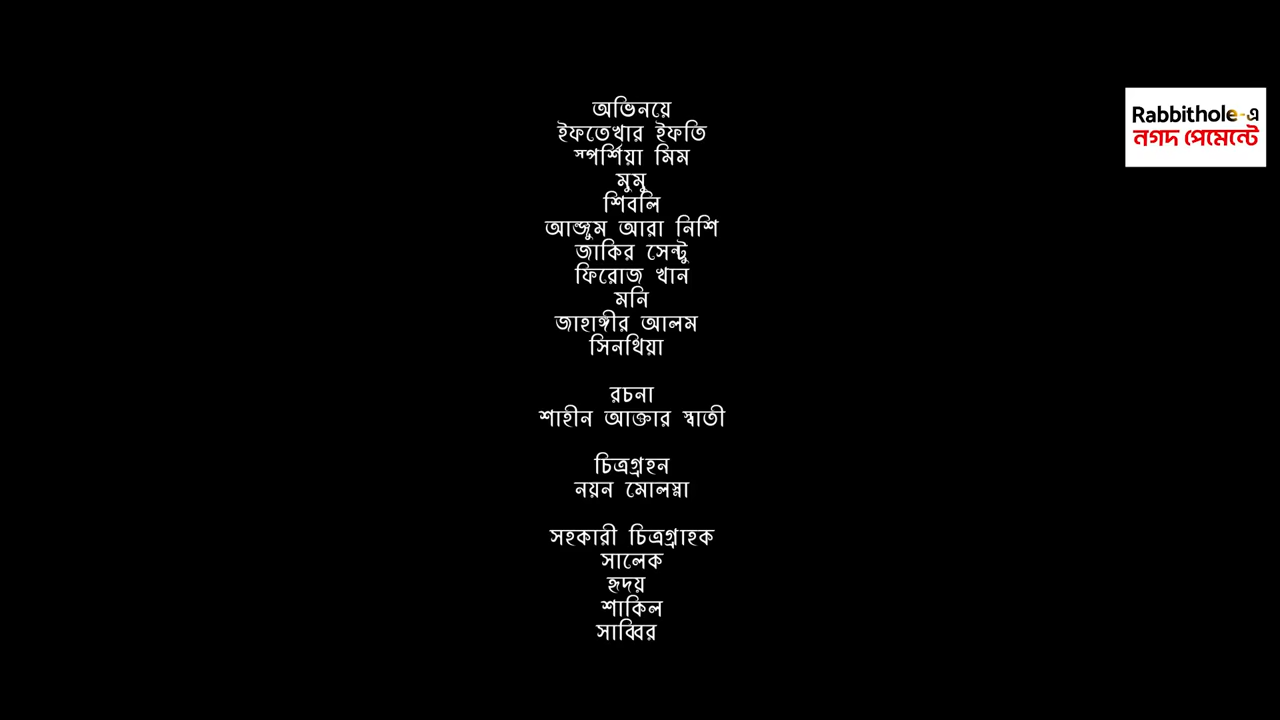 অভিনয়ে
ইফতেখার ইফতি
স্পর্শিয়া মিম
মুমু
শিবলি
আন্জুম আরা নিশি
জাকির সেন্টু
ফিরোজ খান
মনি
জাহাঙ্গীর আলম
সিনথিয়া
রচনা
শাহীন আক্তার স্বাতী
চিত্রগ্রহন
নয়ন মোলস্না
সহকারী চিত্রগ্রাহক
সালেক
হৃদয়
শাকিল
সাব্বির
Rabbithole-এ
নগদ পেমেন্টে